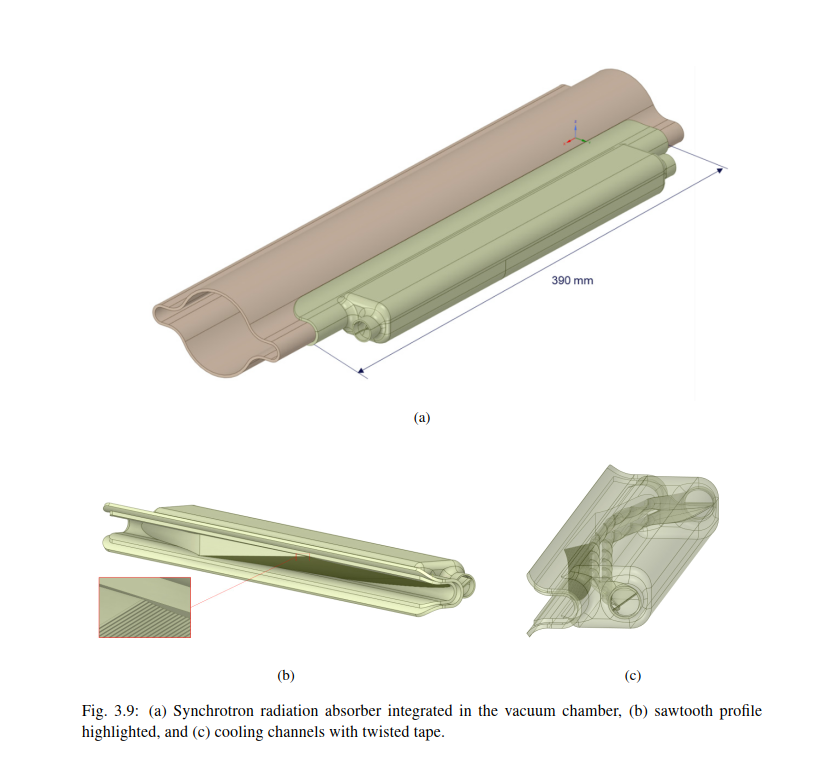 390 mm
(a)
(b)
(c)
Fig. 3.9: (a) Synchrotron radiation absorber integrated in the vacuum chamber, (b) sawtooth profile
highlighted, and (c) cooling channels with twisted tape.